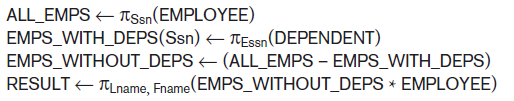 ALL_EMPS ← πSsn(EMPLOYEE)
EMPS_WITH_DEPS(Ssn) ← πEssn(DEPENDENT)
EMPS_WITHOUT_DEPS ← (ALL_EMPS – EMPS_WITH_DEPS)
RESULT ← πLname, Fname(EMPS_WITHOUT_DEPS * EMPLOYEE)